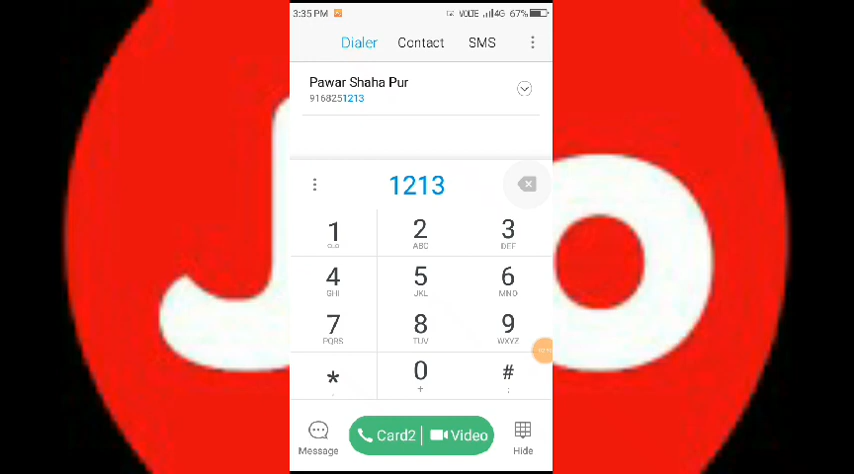 3:35 PM VOLTE 4G 67%
Dialer Contact SMS
Pawar Shaha Pur
9168251213
1213
1 2 3
ABC DEF
4 5 6
GHI JKL MNO
7 8 9
PQRS TUV WXYZ
* 0 #
, + ;
Card2 Video
Message Hide
Jio